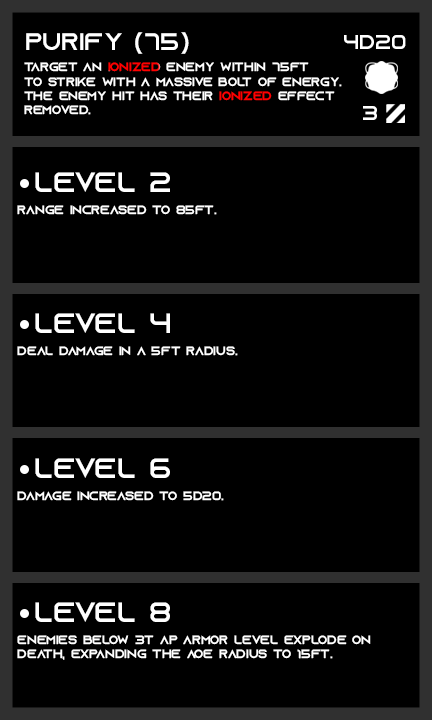 PURIFY (75)
4D20
TARGET AN IONIZED ENEMY WITHIN 75FT
TO STRIKE WITH A MASSIVE BOLT OF ENERGY.
THE ENEMY HIT HAS THEIR IONIZED EFFECT
REMOVED.
3
•LEVEL 2
RANGE INCREASED TO 85FT.
•LEVEL 4
DEAL DAMAGE IN A 5FT RADIUS.
•LEVEL 6
DAMAGE INCREASED TO 5D20.
•LEVEL 8
ENEMIES BELOW 3T AP ARMOR LEVEL EXPLODE ON
DEATH, EXPANDING THE AOE RADIUS TO 15FT.